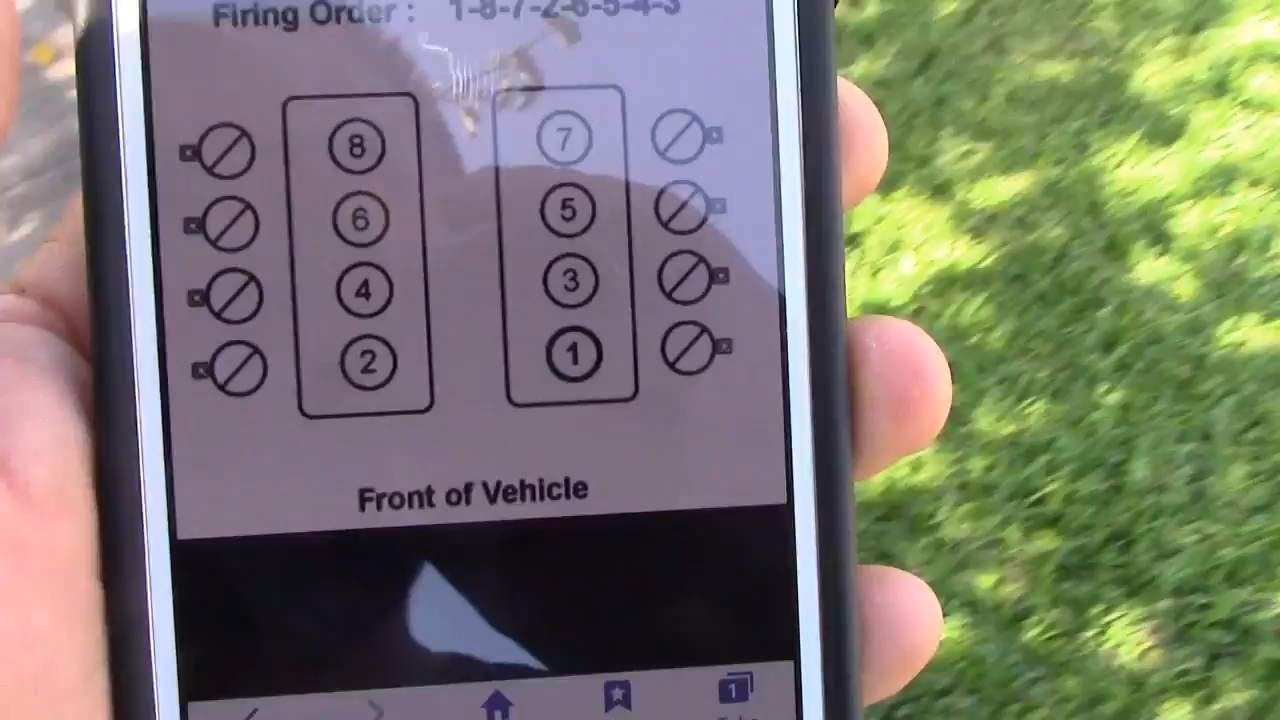 Firing Order : 1-8-7-2-6-5-4-3
8 7
6 5
4 3
2 1
Front of Vehicle
1